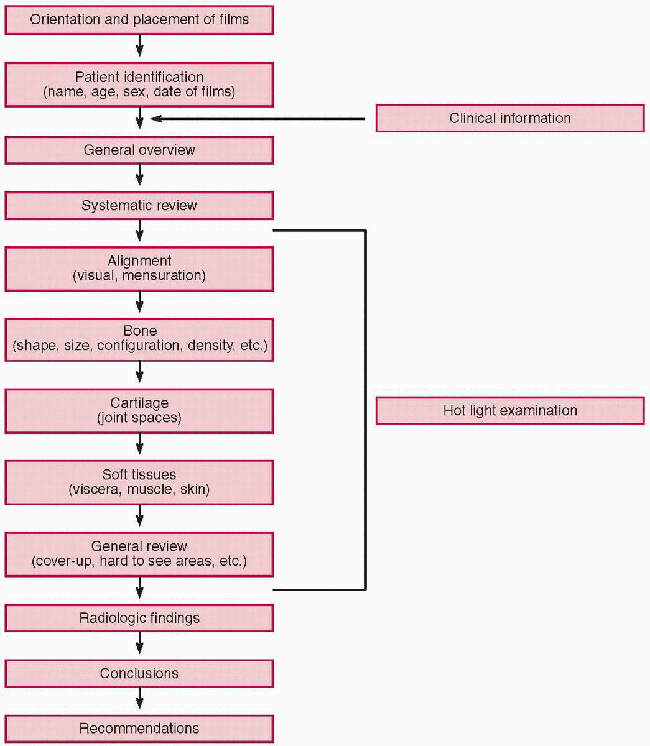 Orientation and placement of films
Patient identification
(name, age, sex, date of films)
Clinical information
General overview
Systematic review
Alignment
(visual, mensuration)
Bone
(shape, size, configuration, density, etc.)
Cartilage
(joint spaces)
Hot light examination
Soft tissues
(viscera, muscle, skin)
General review
(cover-up, hard to see areas, etc.)
Radiologic findings
Conclusions
Recommendations